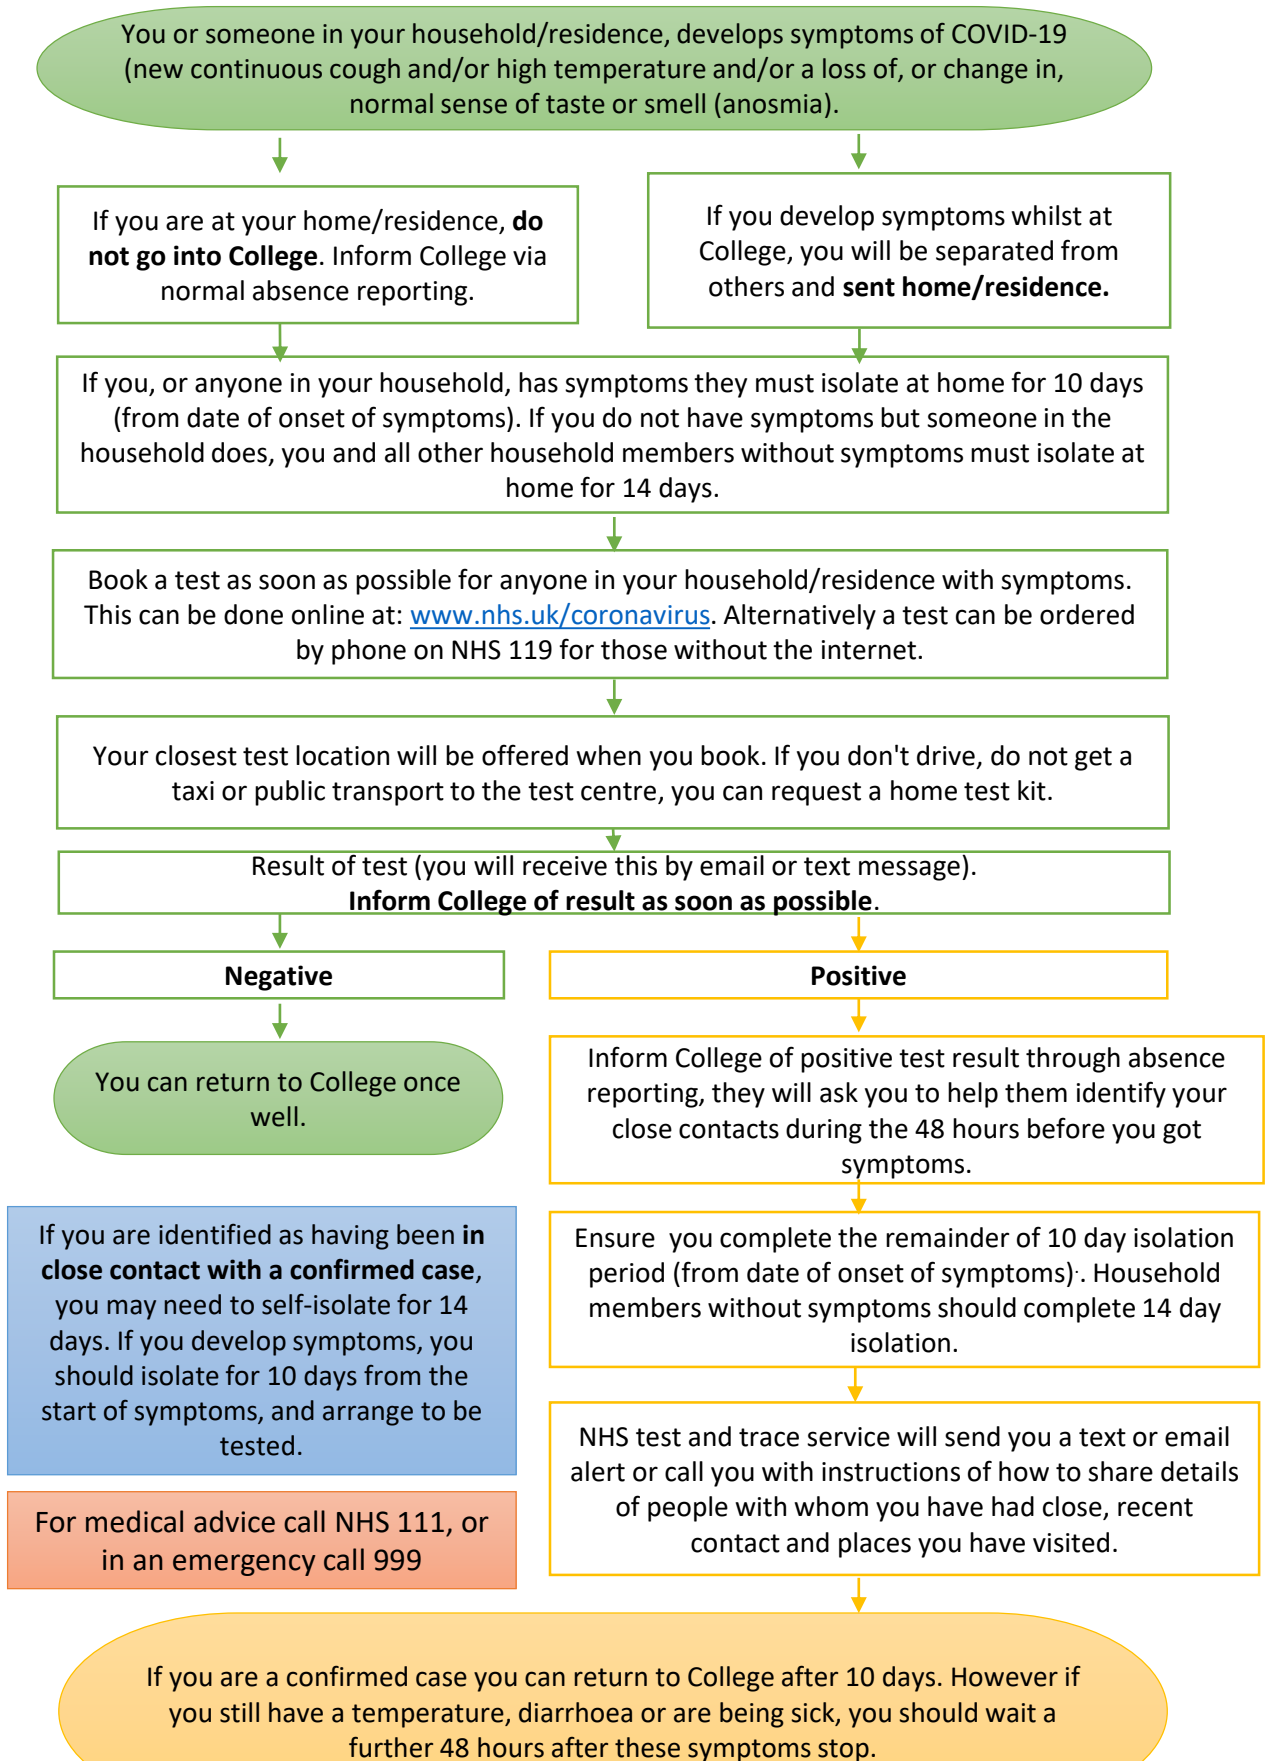 You or someone in your household/residence, develops symptoms of COVID-19
(new continuous cough and/or high temperature and/or a loss of, or change in,
normal sense of taste or smell (anosmia).
If you are at your home/residence, do
not go into College. Inform College via
normal absence reporting.
If you develop symptoms whilst at
College, you will be separated from
others and sent home/residence.
If you, or anyone in your household, has symptoms they must isolate at home for 10 days
(from date of onset of symptoms). If you do not have symptoms but someone in the
household does, you and all other household members without symptoms must isolate at
home for 14 days.
Book a test as soon as possible for anyone in your household/residence with symptoms.
This can be done online at: www.nhs.uk/coronavirus. Alternatively a test can be ordered
by phone on NHS 119 for those without the internet.
Your closest test location will be offered when you book. If you don't drive, do not get a
taxi or public transport to the test centre, you can request a home test kit.
Result of test (you will receive this by email or text message).
Inform College of result as soon as possible.
Negative
Positive
You can return to College once
well.
Inform College of positive test result through absence
reporting, they will ask you to help them identify your
close contacts during the 48 hours before you got
symptoms.
If you are identified as having been in
close contact with a confirmed case,
you may need to self-isolate for 14
days. If you develop symptoms, you
should isolate for 10 days from the
start of symptoms, and arrange to be
tested.
Ensure  you complete the remainder of 10 day isolation
period (from date of onset of symptoms).. Household
members without symptoms should complete 14 day
isolation.
NHS test and trace service will send you a text or email
alert or call you with instructions of how to share details
of people with whom you have had close, recent
contact and places you have visited.
For medical advice call NHS 111, or
in an emergency call 999
If you are a confirmed case you can return to College after 10 days. However if
you still have a temperature, diarrhoea or are being sick, you should wait a
further 48 hours after these symptoms stop.